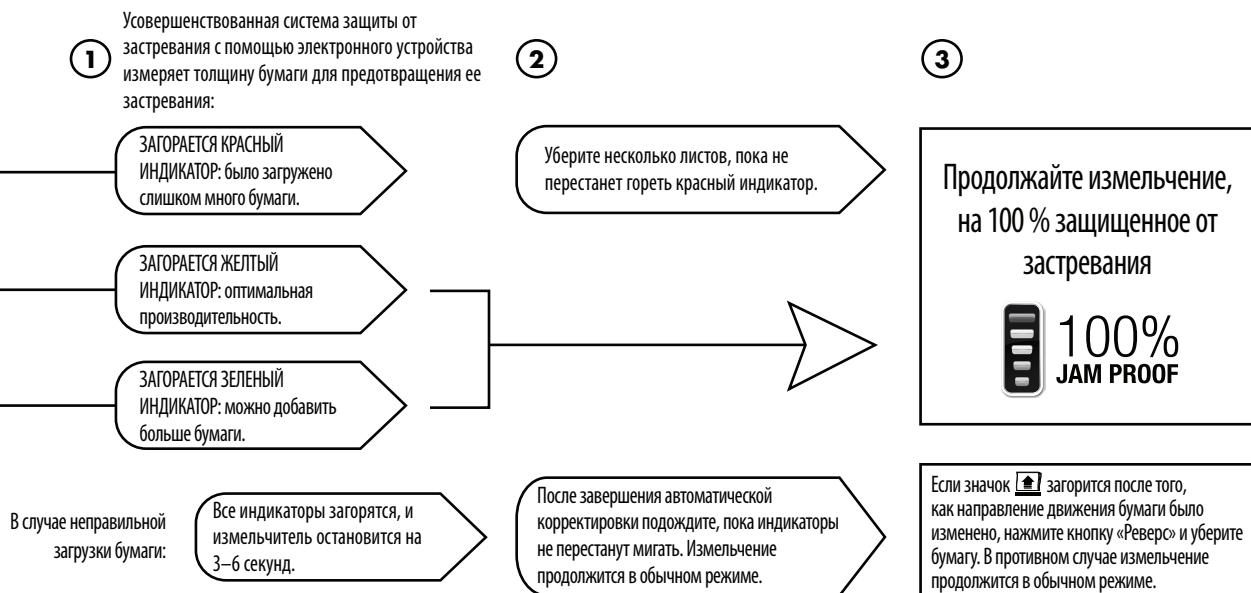 1
Усовершенствованная система защиты от
застревания с помощью электронного устройства
измеряет толщину бумаги для предотвращения ее
застревания:
ЗАГОРАЕТСЯ КРАСНЫЙ
ИНДИКАТОР: было загружено
слишком много бумаги.
ЗАГОРАЕТСЯ ЖЕЛТЫЙ
ИНДИКАТОР: оптимальная
производительность.
ЗАГОРАЕТСЯ ЗЕЛЕНЫЙ
ИНДИКАТОР: можно добавить
больше бумаги.
2
Уберите несколько листов, пока не
перестанет гореть красный индикатор.
3
Продолжайте измельчение,
на 100 % защищенное от
застревания
100%
JAM PROOF
В случае неправильной
загрузки бумаги:
Все индикаторы загорятся, и
измельчитель остановится на
3–6 секунд.
После завершения автоматической
корректировки подождите, пока индикаторы
не перестанут мигать. Измельчение
продолжится в обычном режиме.
Если значок загорится после того,
как направление движения бумаги было
изменено, нажмите кнопку «Реверс» и уберите
бумагу. В противном случае измельчение
продолжится в обычном режиме.